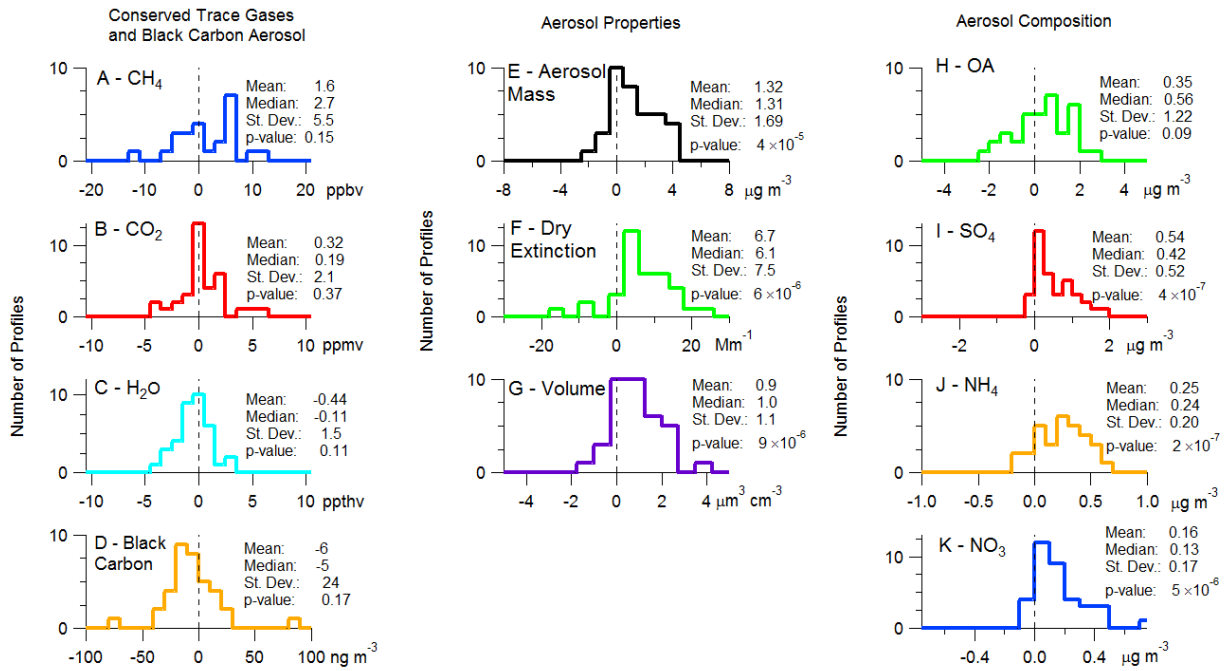 Conserved Trace Gases
and Black Carbon Aerosol
Number of Profiles
A - CH4
10
0
Mean: 1.6
Median: 2.7
St. Dev.: 5.5
p-value: 0.15
-20 -10 0 10 20 ppbv
B - CO2
10
0
Mean: 0.32
Median: 0.19
St. Dev.: 2.1
p-value: 0.37
-10 -5 0 5 10 ppmv
C - H2O
10
0
Mean: -0.44
Median: -0.11
St. Dev.: 1.5
p-value: 0.11
-10 -5 0 5 10 ppthv
D - Black
Carbon
10
0
Mean: -6
Median: -5
St. Dev.: 24
p-value: 0.17
-100 -50 0 50 100 ng m-3
Aerosol Properties
Number of Profiles
E - Aerosol
Mass
10
0
Mean: 1.32
Median: 1.31
St. Dev.: 1.69
p-value: 4 ×10-5
-8 -4 0 4 8 μg m-3
F - Dry
Extinction
10
0
Mean: 6.7
Median: 6.1
St. Dev.: 7.5
p-value: 6 ×10-6
-20 0 20 Mm-1
G - Volume
10
0
Mean: 0.9
Median: 1.0
St. Dev.: 1.1
p-value: 9 ×10-6
-4 -2 0 2 4 μm3 cm-3
Aerosol Composition
Number of Profiles
H - OA
10
0
Mean: 0.35
Median: 0.56
St. Dev.: 1.22
p-value: 0.09
-4 -2 0 2 4 μg m-3
I - SO4
10
0
Mean: 0.54
Median: 0.42
St. Dev.: 0.52
p-value: 4 ×10-7
-2 0 2 μg m-3
J - NH4
10
0
Mean: 0.25
Median: 0.24
St. Dev.: 0.20
p-value: 2 ×10-7
-1.0 -0.5 0.0 0.5 1.0 μg m-3
K - NO3
10
0
Mean: 0.16
Median: 0.13
St. Dev.: 0.17
p-value: 5 ×10-6
-0.4 0.0 0.4 μg m-3